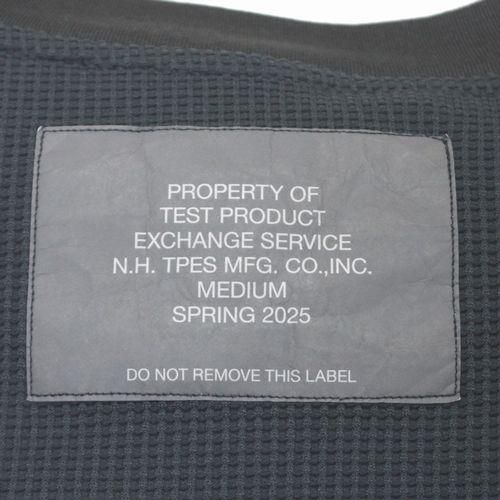 PROPERTY OF
TEST PRODUCT
EXCHANGE SERVICE
N.H. TPES MFG. CO.,INC.
MEDIUM
SPRING 2025
DO NOT REMOVE THIS LABEL